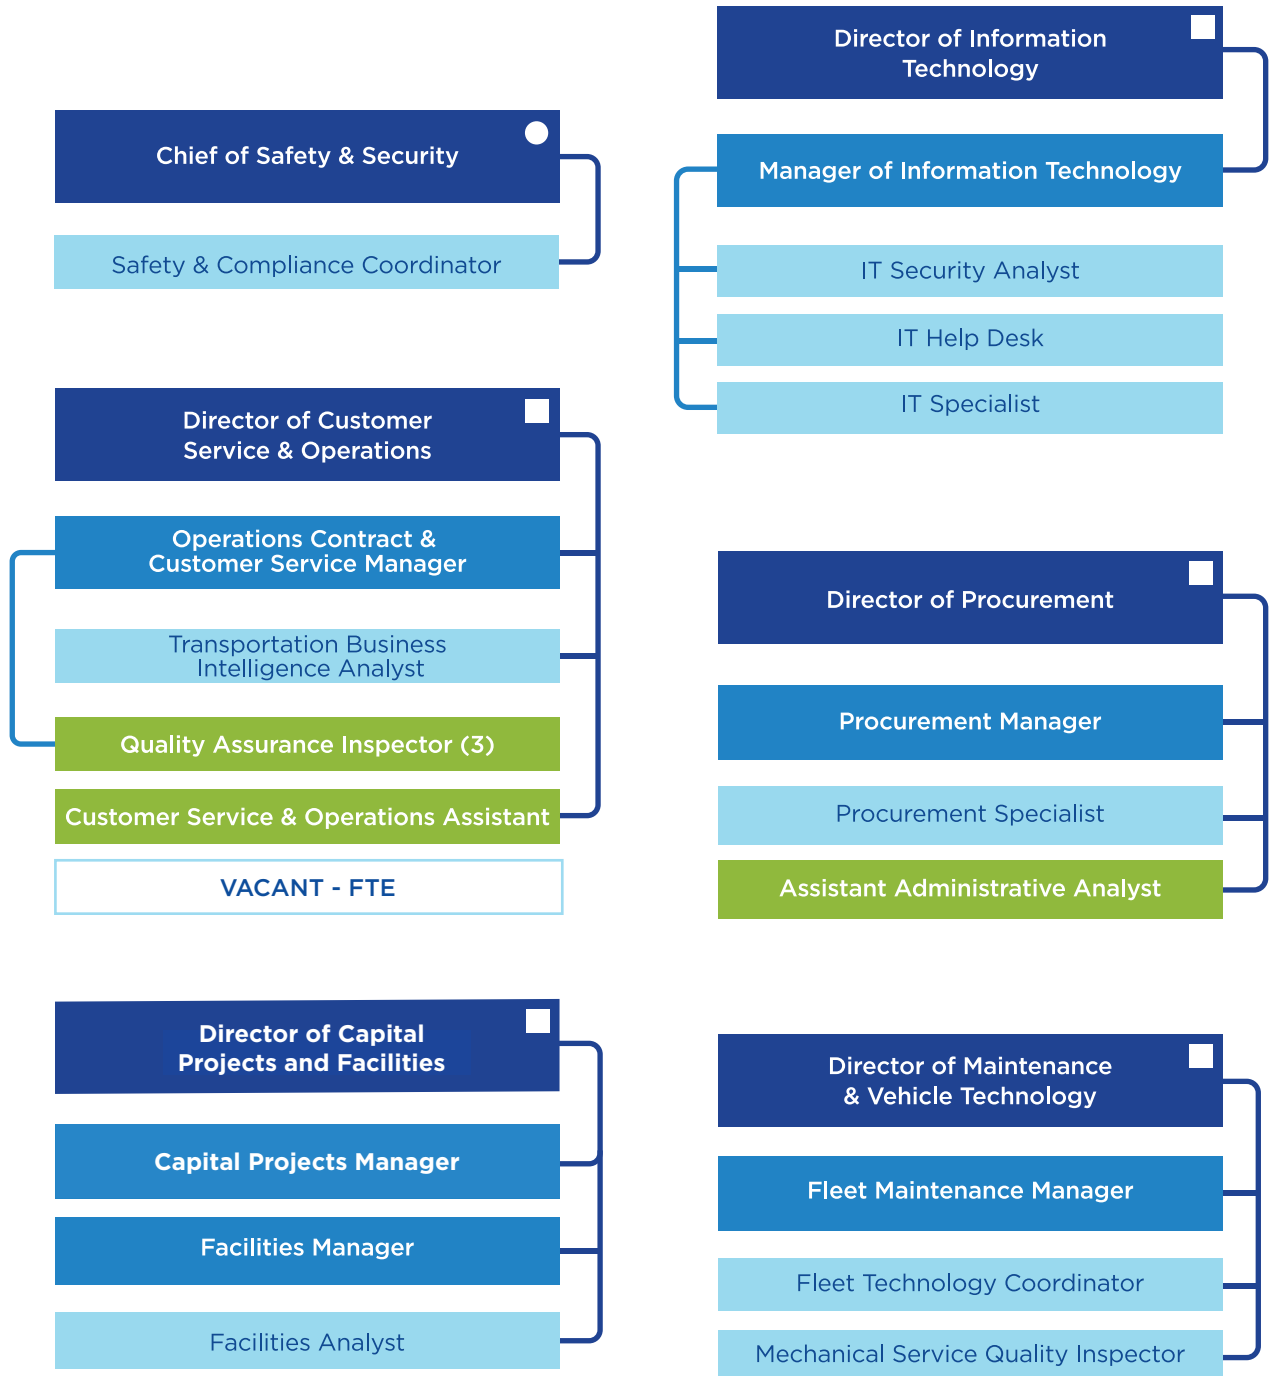 Chief of Safety & Security
Safety & Compliance Coordinator
Director of Customer
Service & Operations
Operations Contract &
Customer Service Manager
Transportation Business
Intelligence Analyst
Quality Assurance Inspector (3)
Customer Service & Operations Assistant
VACANT - FTE
Director of Capital
Projects and Facilities
Capital Projects Manager
Facilities Manager
Facilities Analyst
Director of Information
Technology
Manager of Information Technology
IT Security Analyst
IT Help Desk
IT Specialist
Director of Procurement
Procurement Manager
Procurement Specialist
Assistant Administrative Analyst
Director of Maintenance
& Vehicle Technology
Fleet Maintenance Manager
Fleet Technology Coordinator
Mechanical Service Quality Inspector